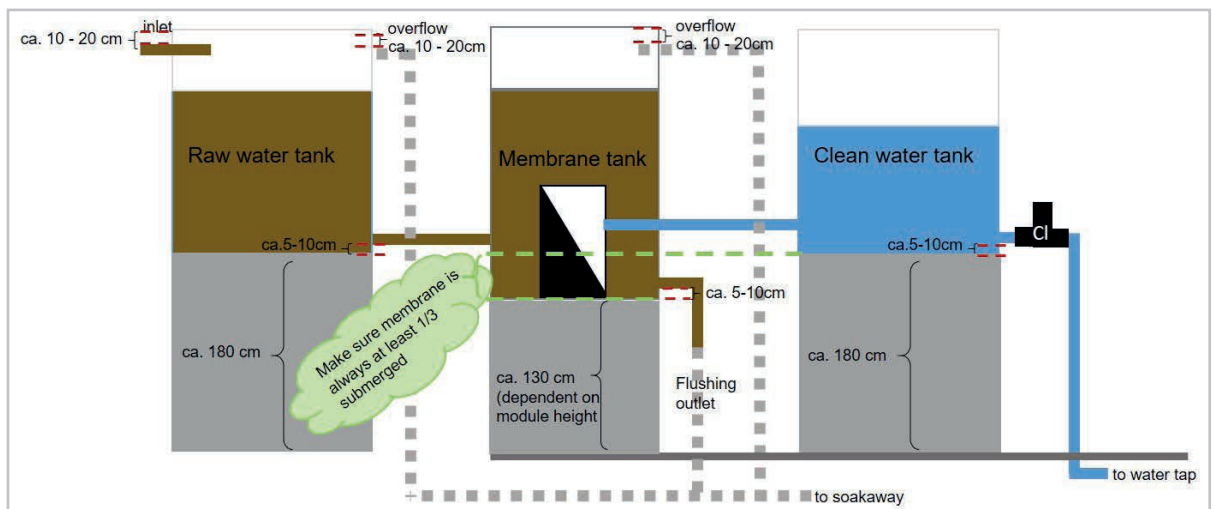 inlet
ca. 10 - 20 cm
overflow
ca. 10 - 20cm
overflow
ca. 10 - 20cm
Raw water tank
Membrane tank
Clean water tank
ca.5-10cm
ca.5-10cm
Cl
Make sure membrane is
always at least 1/3
submerged
ca. 5-10cm
ca. 180 cm
ca. 130 cm
(dependent on
module height
Flushing
outlet
ca. 180 cm
to water tap
to soakaway